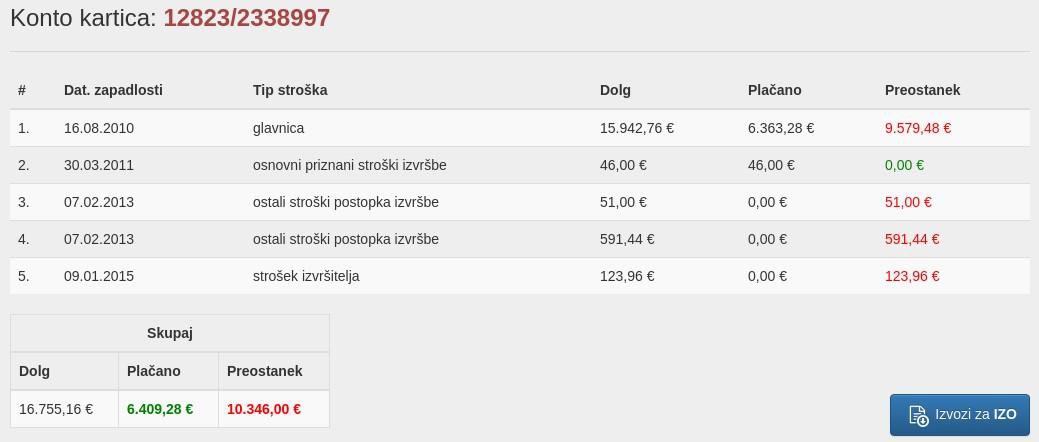 Konto kartica: 12823/2338997
# Dat. zapadlosti Tip stroška Dolg Plačano Preostanek
1. 16.08.2010 glavnica 15.942,76 € 6.363,28 € 9.579,48 €
2. 30.03.2011 osnovni priznani stroški izvršbe 46,00 € 46,00 € 0,00 €
3. 07.02.2013 ostali stroški postopka izvršbe 51,00 € 0,00 € 51,00 €
4. 07.02.2013 ostali stroški postopka izvršbe 591,44 € 0,00 € 591,44 €
5. 09.01.2015 strošek izvršitelja 123,96 € 0,00 € 123,96 €
Skupaj
Dolg Plačano Preostanek
16.755,16 € 6.409,28 € 10.346,00 €
Izvozi za IZO